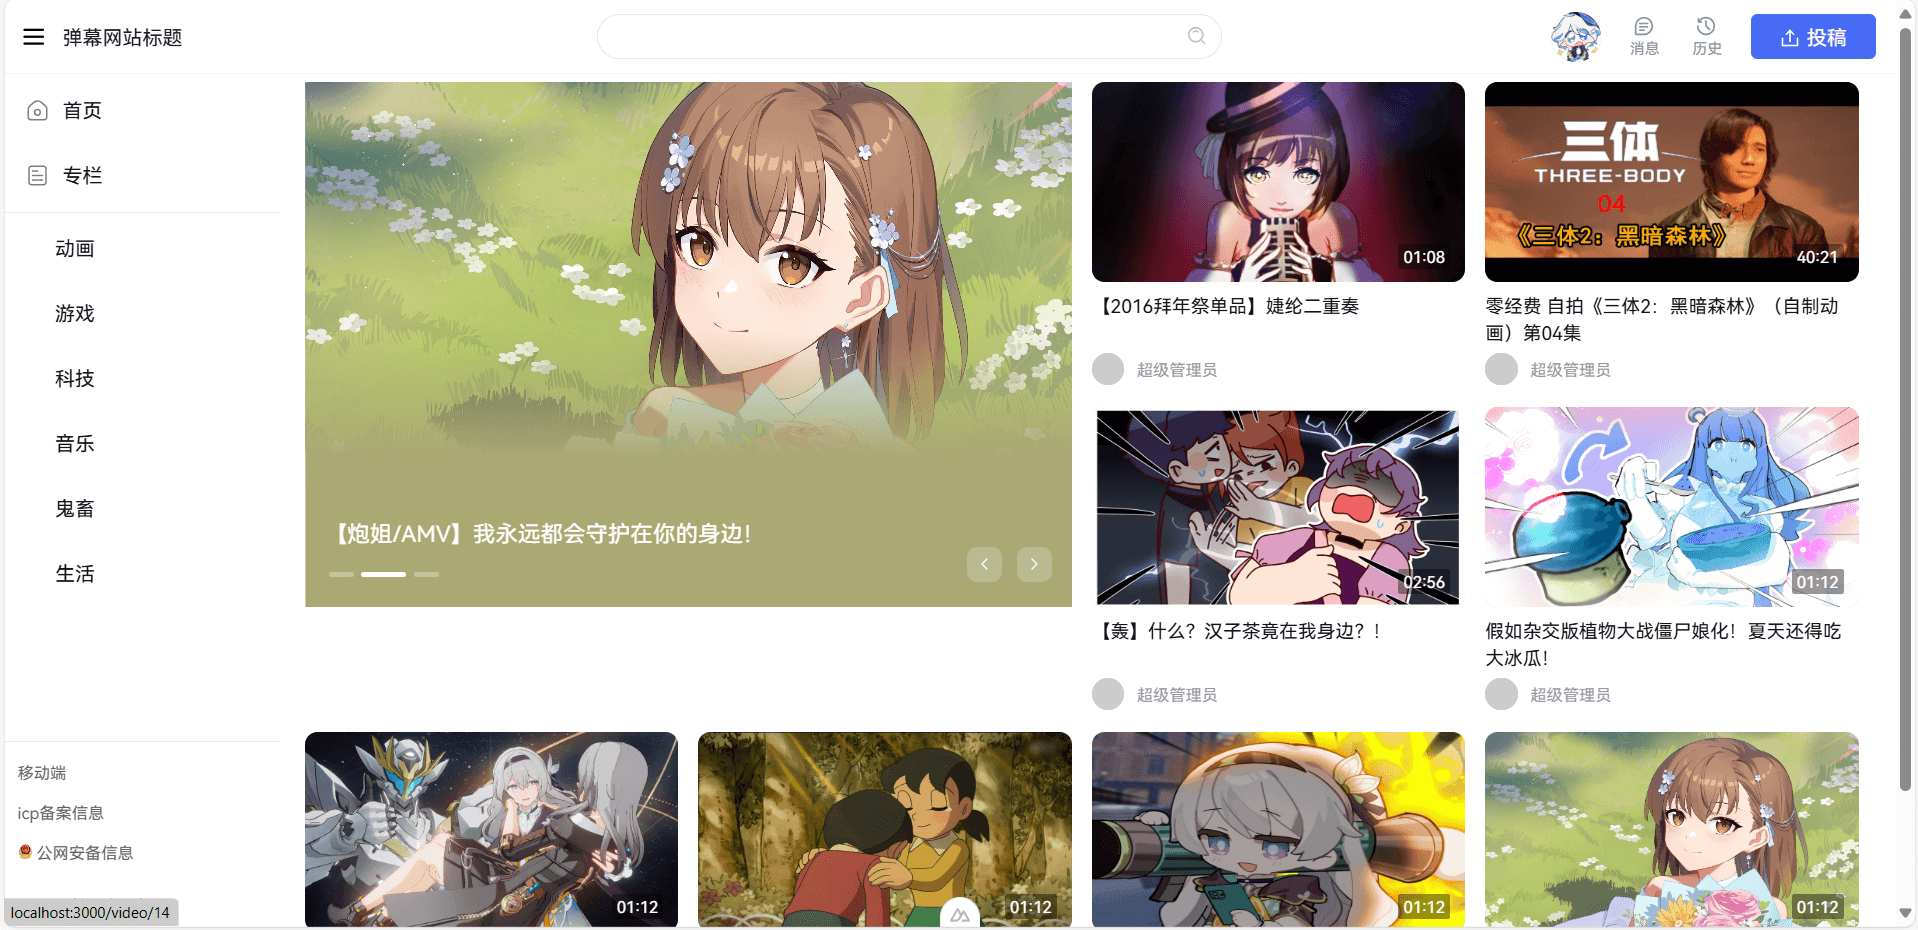 弹幕网站标题
消息
历史
投稿
首页
专栏
动画
游戏
科技
音乐
鬼畜
生活
移动端
icp备案信息
公网安备信息
localhost:3000/video/14
【炮姐/AMV】我永远都会守护在你的身边！
01:08
【2016拜年祭单品】婕纶二重奏
超级管理员
三体
THREE-BODY
04
《三体2：黑暗森林》
40:21
零经费 自拍《三体2：黑暗森林》（自制动
画）第04集
超级管理员
02:56
【轰】什么？汉子茶竟在我身边？！
超级管理员
01:12
假如杂交版植物大战僵尸娘化！夏天还得吃
大冰瓜！
超级管理员
01:12
01:12
01:12
01:12